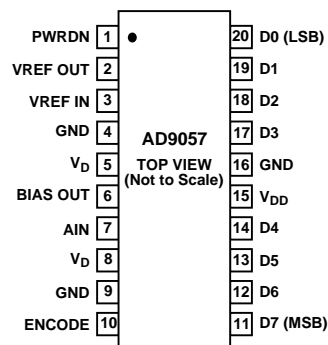 PWRDN 1 20 D0 (LSB)
VREF OUT 2 19 D1
VREF IN 3 18 D2
GND 4 17 D3
AD9057
TOP VIEW
(Not to Scale)
VD 5 16 GND
BIAS OUT 6 15 VDD
AIN 7 14 D4
VD 8 13 D5
GND 9 12 D6
ENCODE 10 11 D7 (MSB)